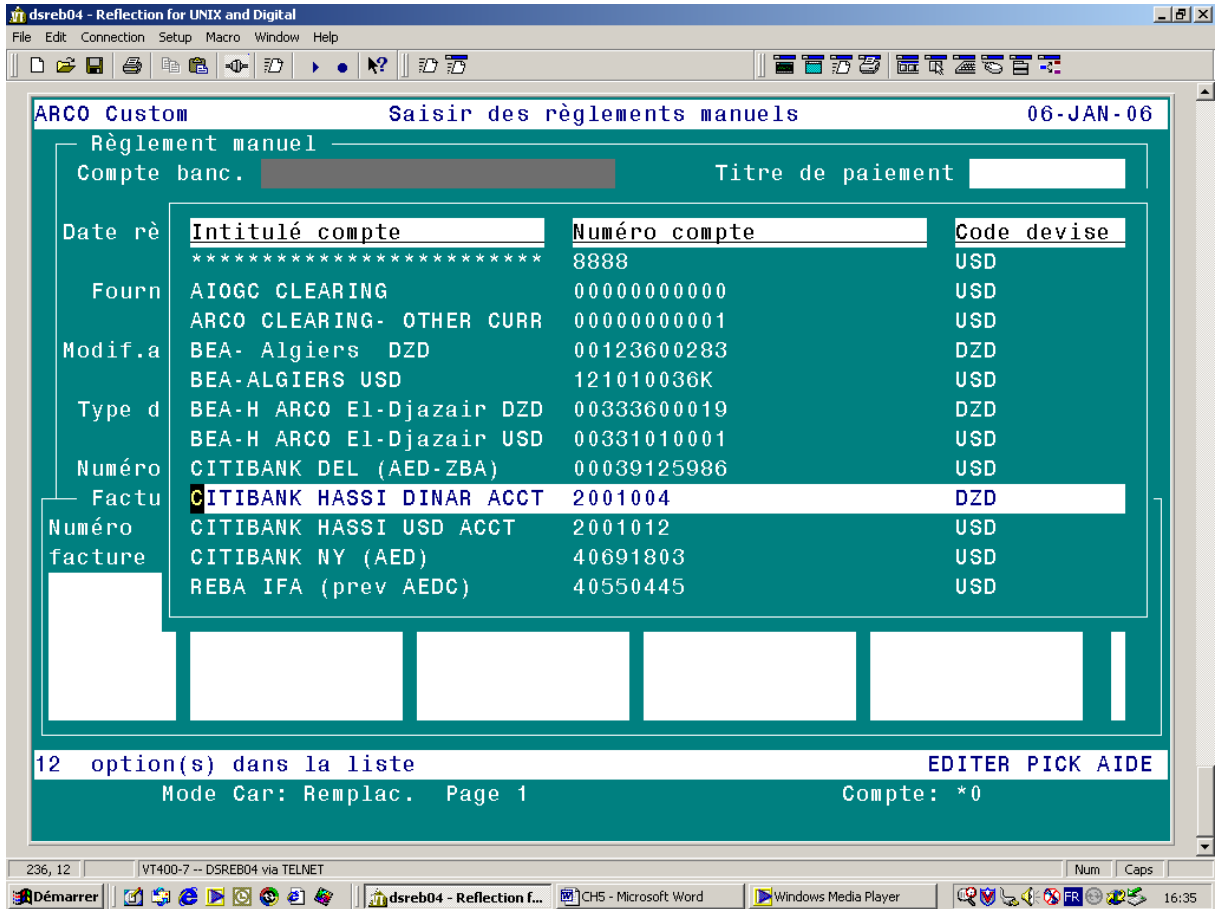 dsreb04 - Reflection for UNIX and Digital
File Edit Connection Setup Macro Window Help
ARCO Custom Saisir des règlements manuels 06-JAN-06
Règlement manuel
Compte banc. Titre de paiement
Date rè Intitulé compte Numéro compte Code devise
************************* 8888 USD
Fourn AIOGC CLEARING 00000000000 USD
ARCO CLEARING- OTHER CURR 00000000001 USD
Modif.a BEA- Algiers DZD 00123600283 DZD
BEA-ALGIERS USD 121010036K USD
Type d BEA-H ARCO El-Djazair DZD 00333600019 DZD
BEA-H ARCO El-Djazair USD 00331010001 USD
Numéro CITIBANK DEL (AED-ZBA) 00039125986 USD
Factu CITIBANK HASSI DINAR ACCT 2001004 DZD
Numéro CITIBANK HASSI USD ACCT 2001012 USD
facture CITIBANK NY (AED) 40691803 USD
REBA IFA (prev AEDC) 40550445 USD
12 option(s) dans la liste EDITER PICK AIDE
Mode Car: Remplac. Page 1 Compte: *0
236, 12 VT400-7 -- DSREB04 via TELNET Num Caps
Démarrer dsreb04 - Reflection f... CH5 - Microsoft Word Windows Media Player FR 16:35